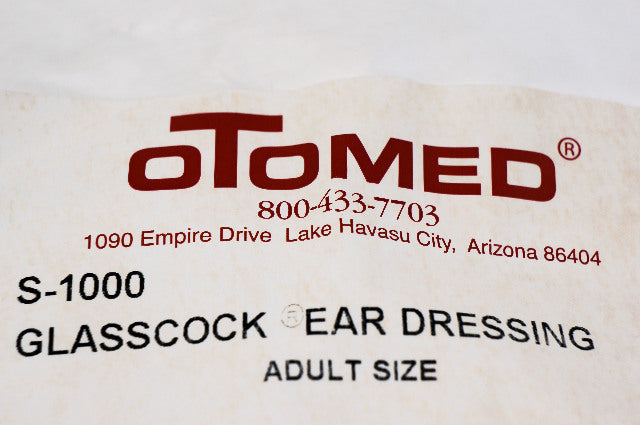 OTOMED®
800-433-7703
1090 Empire Drive Lake Havasu City, Arizona 86404
S-1000
GLASSCOCK ® EAR DRESSING
ADULT SIZE